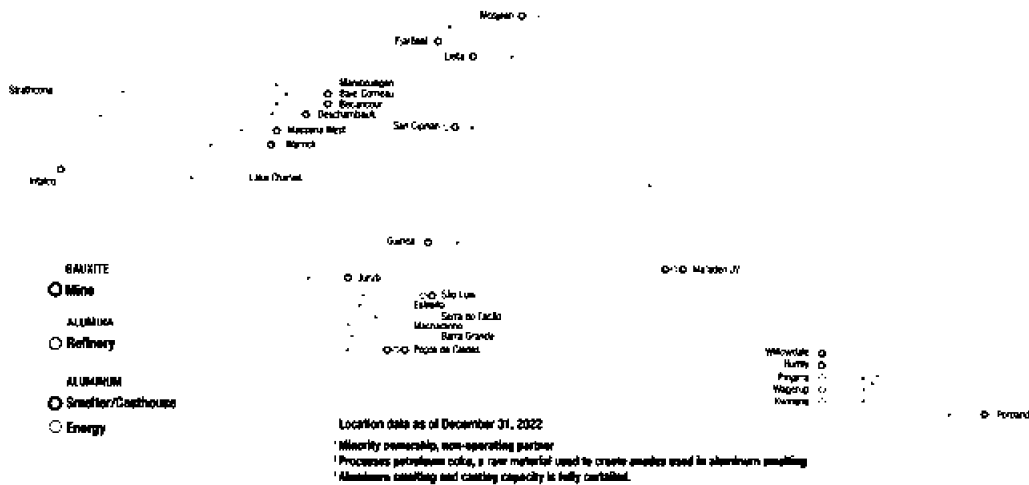 Mosjøen
Fjarðaál
Lista
Manicouagan
Strathcona
Baie Comeau
Bécancour
Deschambault
San Ciprián
Massena West
Warrick
Intalco
Lake Charles
Guinea
BAUXITE
Mine
Juruti
Ma'aden JV
São Luís
Estreito
Serra do Facão
Machadinho
Barra Grande
Poços de Caldas
ALUMINA
Refinery
Willowdale
Huntly
Pinjarra
Wagerup
Kwinana
ALUMINUM
Smelter/Casthouse
Energy
Portland
Location data as of December 31, 2022
Minority ownership, non-operating partner
Processes petroleum coke, a raw material used to create anodes used in aluminum smelting
Aluminum smelting and casting capacity is fully curtailed.